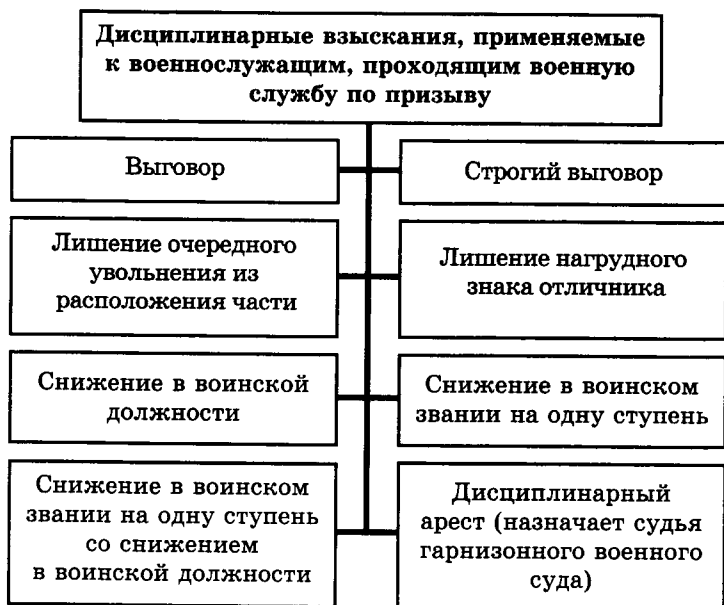 Дисциплинарные взыскания, применяемые
к военнослужащим, проходящим военную
службу по призыву
Выговор
Строгий выговор
Лишение очередного
увольнения из
расположения части
Лишение нагрудного
знака отличника
Снижение в воинской
должности
Снижение в воинском
звании на одну ступень
Снижение в воинском
звании на одну ступень
со снижением
в воинской должности
Дисциплинарный
арест (назначает судья
гарнизонного военного
суда)